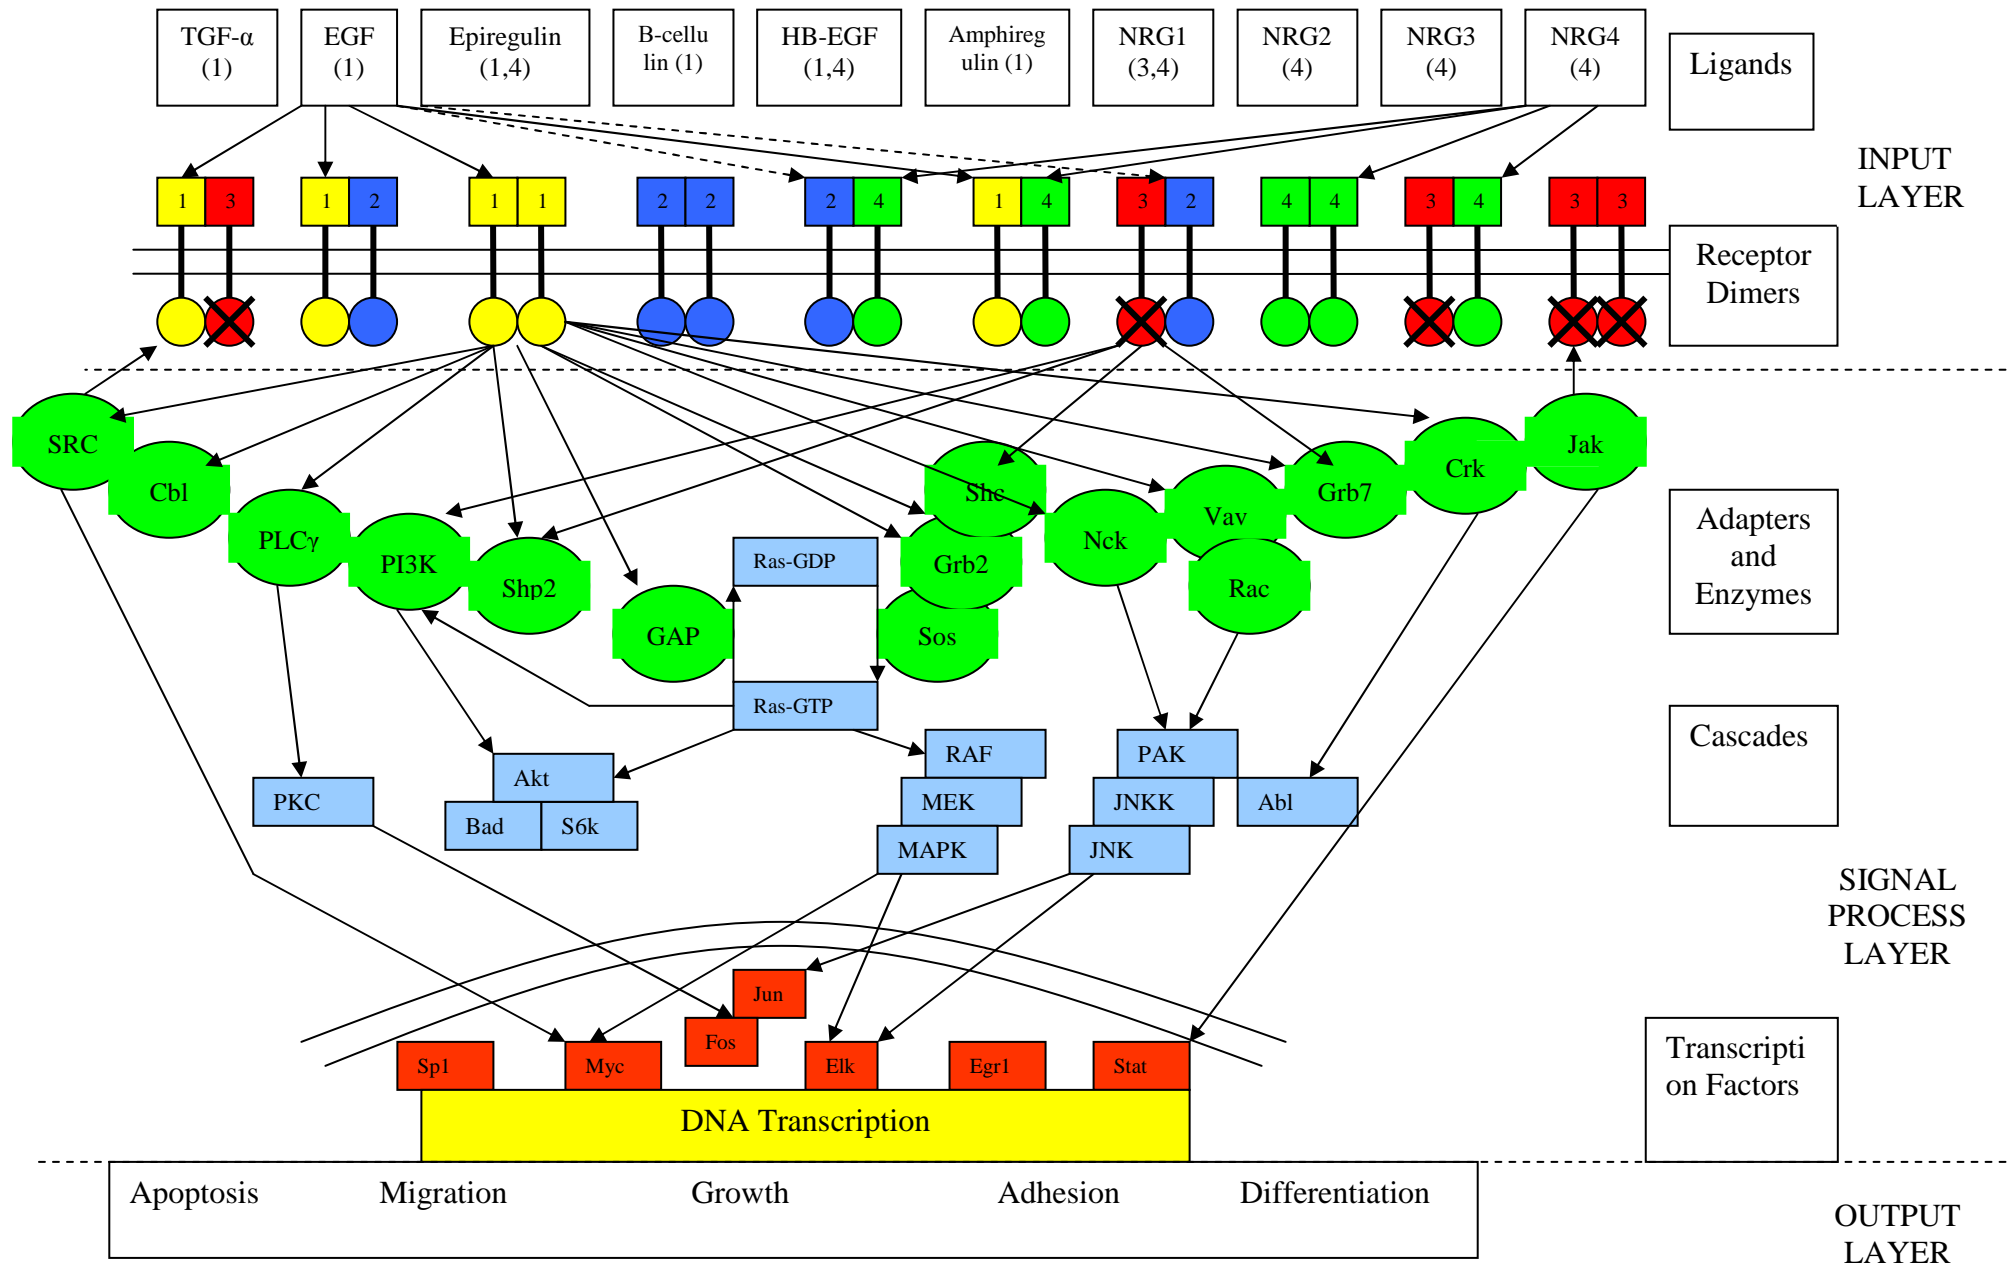 TGF-α
(1)
EGF
(1)
Epiregulin
(1,4)
B-cellu
lin (1)
HB-EGF
(1,4)
Amphireg
ulin (1)
NRG1
(3,4)
NRG2
(4)
NRG3
(4)
NRG4
(4)
Ligands
INPUT
LAYER
1 3
1 2
1 1
2 2
2 4
1 4
3 2
4 4
3 4
3 3
Receptor
Dimers
SRC
Cbl
PLCγ
PI3K
Shp2
GAP
Ras-GDP
Ras-GTP
Shc
Grb2
Sos
Nck
Vav
Rac
Grb7
Crk
Jak
Adapters
and
Enzymes
Cascades
PKC
Akt
Bad
S6k
RAF
MEK
MAPK
PAK
JNKK
JNK
Abl
SIGNAL
PROCESS
LAYER
Jun
Fos
Sp1
Myc
Elk
Egr1
Stat
Transcripti
on Factors
DNA Transcription
Apoptosis
Migration
Growth
Adhesion
Differentiation
OUTPUT
LAYER